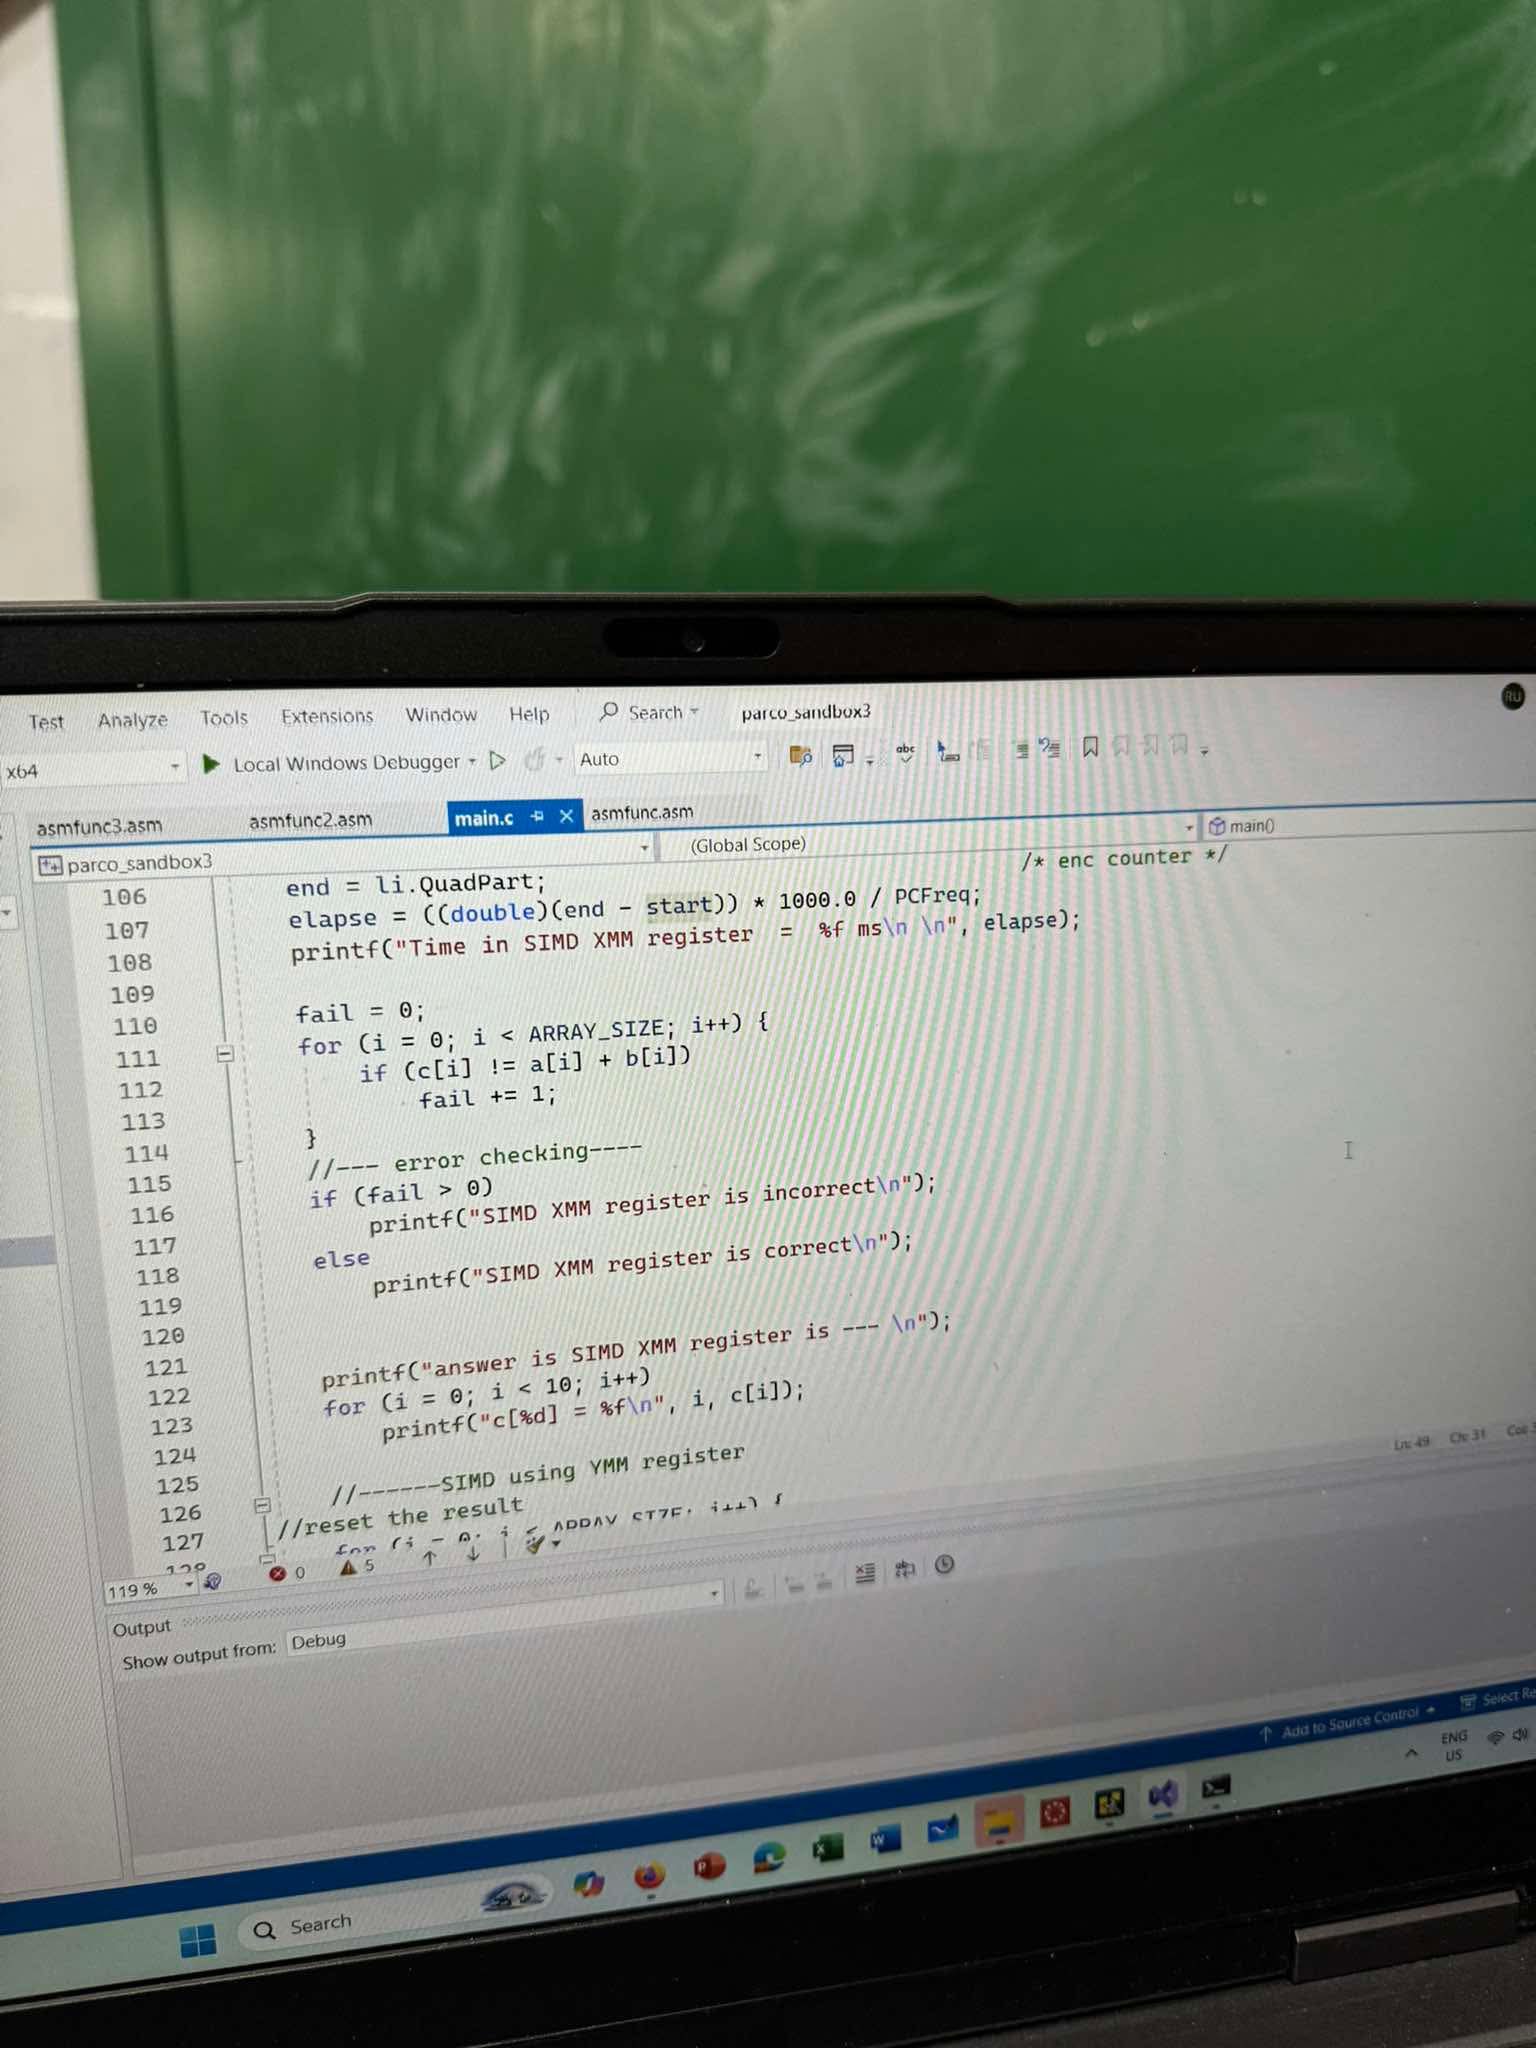 RU
Test Analyze Tools Extensions Window Help Search parco_sandbox3
x64 Local Windows Debugger Auto abc
asmfunc3.asm asmfunc2.asm main.c asmfunc.asm
parco_sandbox3 (Global Scope) main()
106 end = li.QuadPart; /* enc counter */
107 elapse = ((double)(end - start)) * 1000.0 / PCFreq;
108 printf("Time in SIMD XMM register = %f ms\n \n", elapse);
109
110 fail = 0;
111 for (i = 0; i < ARRAY_SIZE; i++) {
112 if (c[i] != a[i] + b[i])
113 fail += 1;
114 }
115 //--- error checking----
116 if (fail > 0)
117 printf("SIMD XMM register is incorrect\n");
118 else
119 printf("SIMD XMM register is correct\n");
120
121
122 printf("answer is SIMD XMM register is --- \n");
123 for (i = 0; i < 10; i++)
124 printf("c[%d] = %f\n", i, c[i]);
125
126 //------SIMD using YMM register
127 //reset the result
128 for (i = 0; i < ARRAY_SIZE; i++) {
119 % 0 5 Ln: 49 Ch: 31
Output
Show output from: Debug
Add to Source Control Select Re
ENG
US
Search